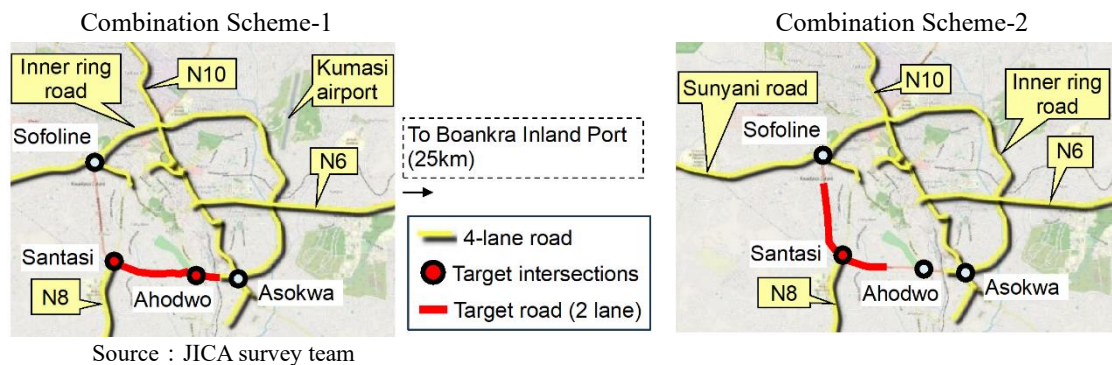 Combination Scheme-1
Inner ring
road
N10
Kumasi
airport
Sofoline
N6
Santasi
N8
Ahodwo
Asokwa
Source：JICA survey team
To Boankra Inland Port
(25km)
4-lane road
Target intersections
Target road (2 lane)
Combination Scheme-2
Sunyani road
N10
Inner ring
road
Sofoline
N6
Santasi
N8
Ahodwo
Asokwa